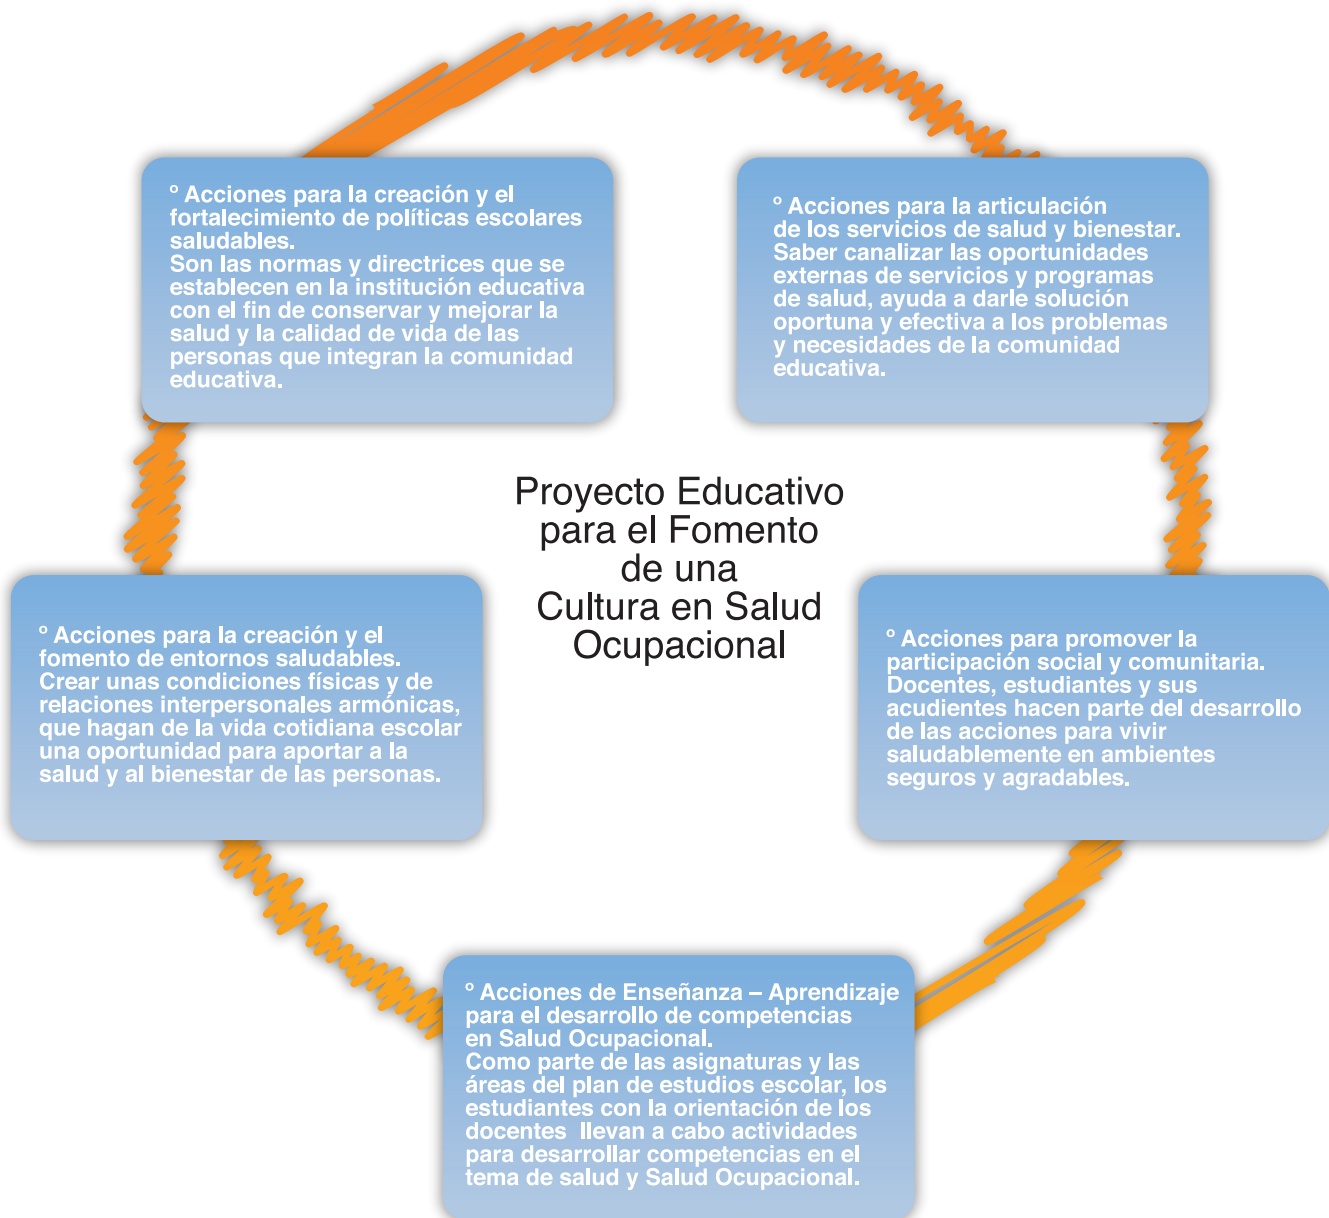 º Acciones para la creación y el
fortalecimiento de políticas escolares
saludables.
Son las normas y directrices que se
establecen en la institución educativa
con el fin de conservar y mejorar la
salud y la calidad de vida de las
personas que integran la comunidad
educativa.
º Acciones para la articulación
de los servicios de salud y bienestar.
Saber canalizar las oportunidades
externas de servicios y programas
de salud, ayuda a darle solución
oportuna y efectiva a los problemas
y necesidades de la comunidad
educativa.
Proyecto Educativo
para el Fomento
de una
Cultura en Salud
Ocupacional
º Acciones para la creación y el
fomento de entornos saludables.
Crear unas condiciones físicas y de
relaciones interpersonales armónicas,
que hagan de la vida cotidiana escolar
una oportunidad para aportar a la
salud y al bienestar de las personas.
º Acciones para promover la
participación social y comunitaria.
Docentes, estudiantes y sus
acudientes hacen parte del desarrollo
de las acciones para vivir
saludablemente en ambientes
seguros y agradables.
º Acciones de Enseñanza – Aprendizaje
para el desarrollo de competencias
en Salud Ocupacional.
Como parte de las asignaturas y las
áreas del plan de estudios escolar, los
estudiantes con la orientación de los
docentes  llevan a cabo actividades
para desarrollar competencias en el
tema de salud y Salud Ocupacional.